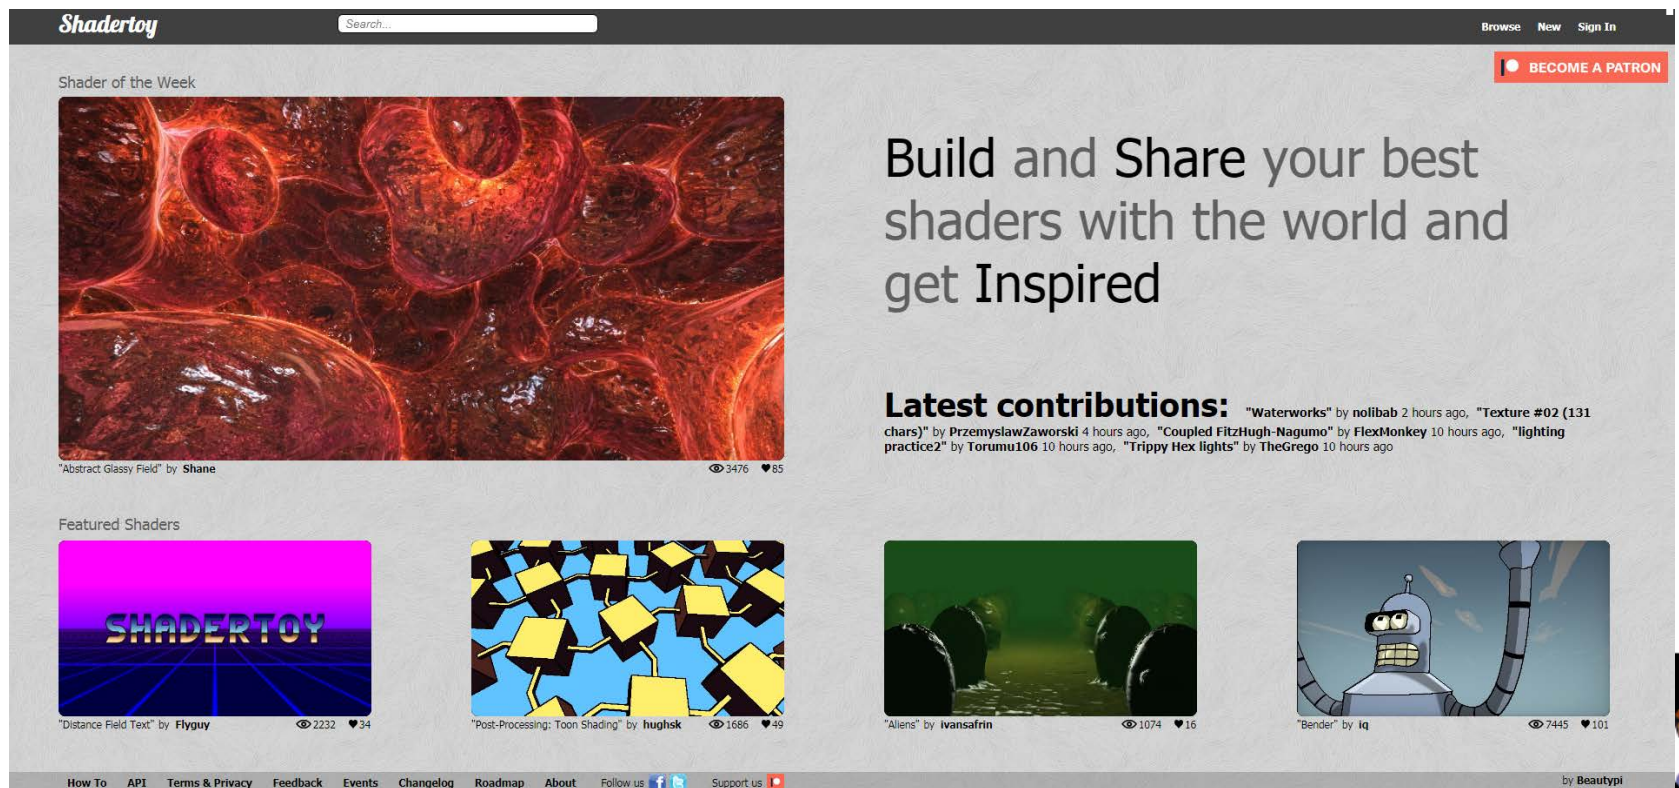 Shadertoy
Search...
Browse New Sign In
BECOME A PATRON
Shader of the Week
Build and Share your best
shaders with the world and
get Inspired
Latest contributions: "Waterworks" by nolibab 2 hours ago, "Texture #02 (131
chars)" by PrzemyslawZaworski 4 hours ago, "Coupled FitzHugh-Nagumo" by FlexMonkey 10 hours ago, "lighting
practice2" by Torumu106 10 hours ago, "Trippy Hex lights" by TheGrego 10 hours ago
"Abstract Glassy Field" by Shane 3476 ♥85
Featured Shaders
SHADERTOY
"Distance Field Text" by Flyguy 2232 ♥34
"Post-Processing: Toon Shading" by hughsk 1686 ♥49
"Aliens" by ivansafrin 1074 ♥16
"Bender" by iq 7445 ♥101
How To API Terms & Privacy Feedback Events Changelog Roadmap About Follow us Support us
by Beautypi